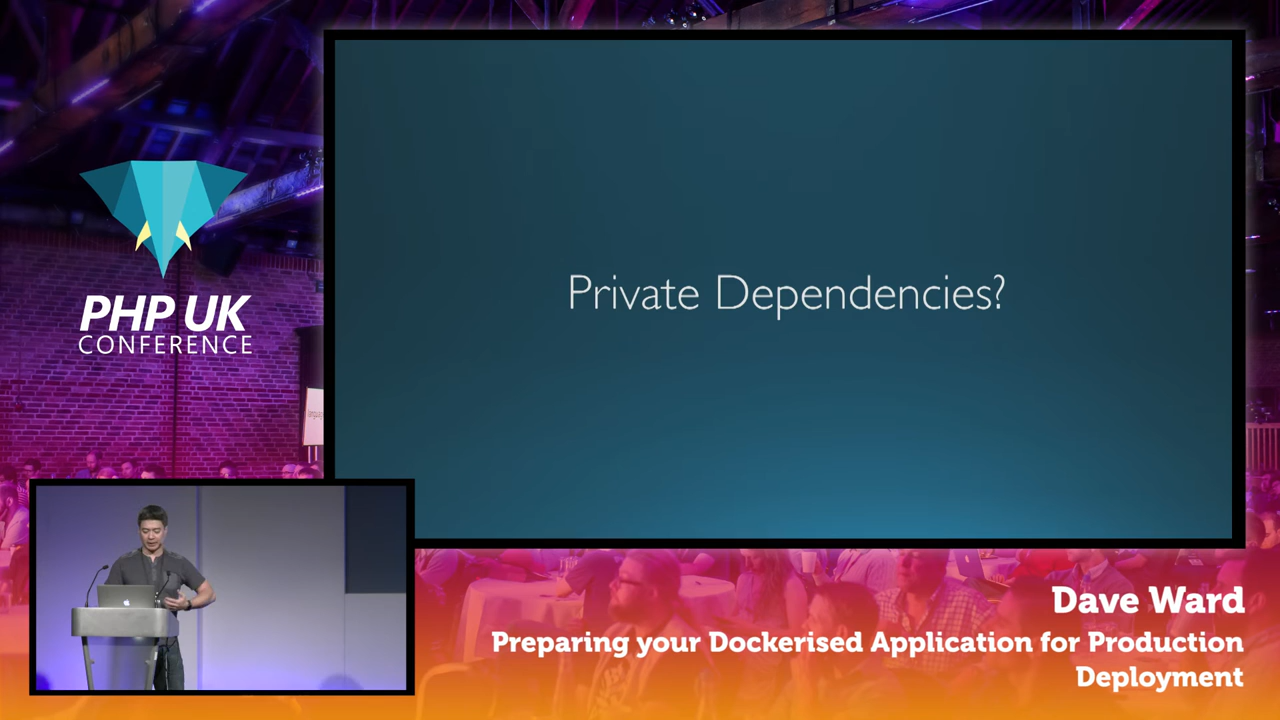 Private Dependencies?
PHP UK
CONFERENCE
Dave Ward
Preparing your Dockerised Application for Production
Deployment